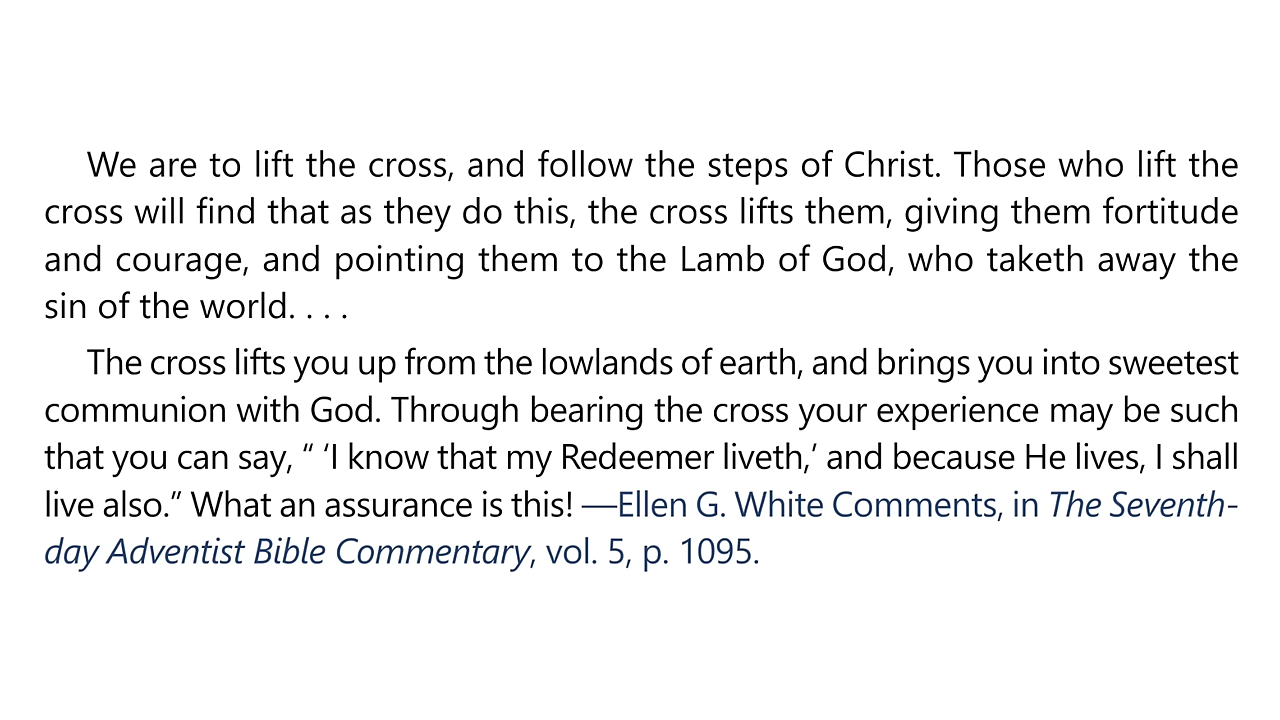 We are to lift the cross, and follow the steps of Christ. Those who lift the
cross will find that as they do this, the cross lifts them, giving them fortitude
and courage, and pointing them to the Lamb of God, who taketh away the
sin of the world. . . .
The cross lifts you up from the lowlands of earth, and brings you into sweetest
communion with God. Through bearing the cross your experience may be such
that you can say, “ ‘I know that my Redeemer liveth,’ and because He lives, I shall
live also.” What an assurance is this! —Ellen G. White Comments, in The Seventh-
day Adventist Bible Commentary, vol. 5, p. 1095.